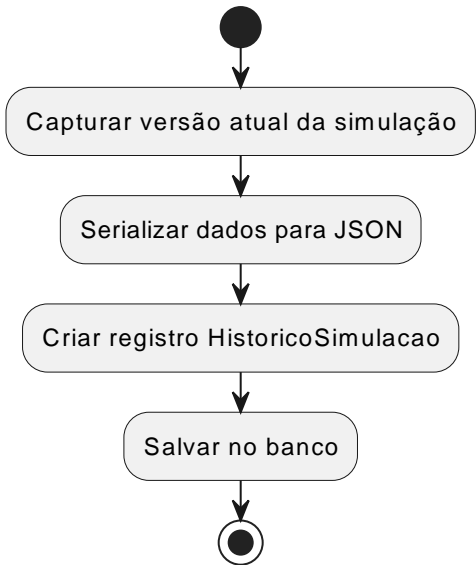 Capturar versão atual da simulação
Serializar dados para JSON
Criar registro HistoricoSimulacao
Salvar no banco